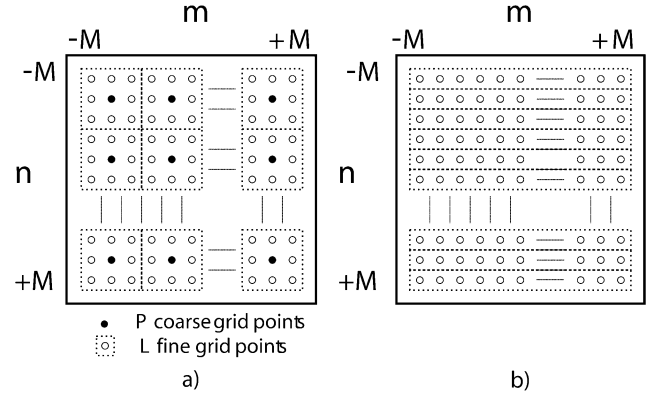 m m
-M +M -M +M
-M -M
n n
+M +M
P coarse grid points
L fine grid points
a) b)